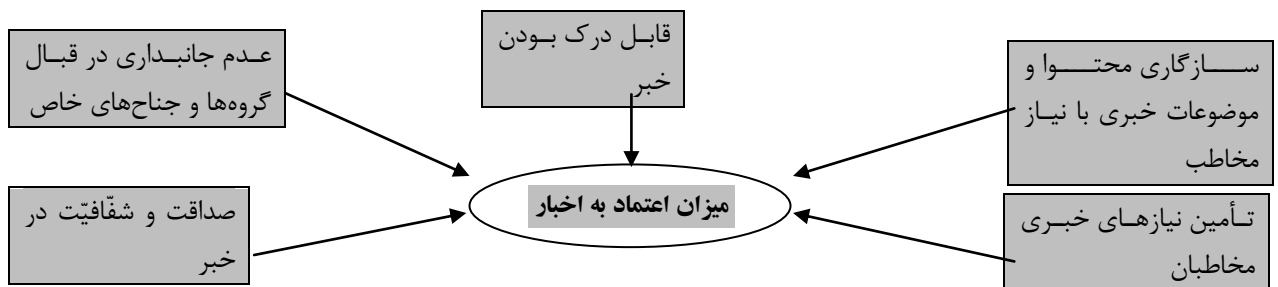 قابل درک بودن
خبر
سازگاری محتوا و
موضوعات خبری با نیاز
مخاطب
عدم جانبداری در قبال
گروه‌ها و جناح‌های خاص
میزان اعتماد به اخبار
تأمین نیازهای خبری
مخاطبان
صداقت و شفّافیّت در
خبر